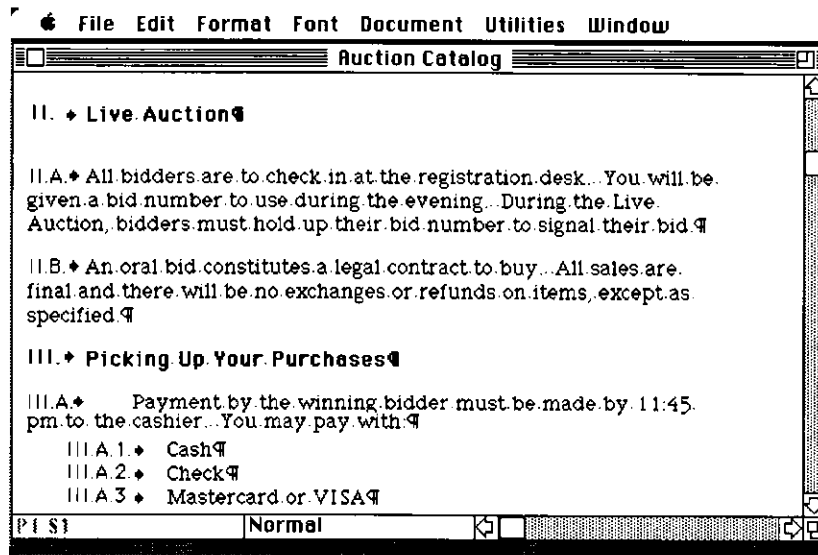 File Edit Format Font Document Utilities Window
Auction Catalog
II. Live Auction¶
II.A. All bidders are to check in at the registration desk. You will be
given a bid number to use during the evening. During the Live
Auction, bidders must hold up their bid number to signal their bid.¶
II.B. An oral bid constitutes a legal contract to buy. All sales are
final and there will be no exchanges or refunds on items, except as
specified.¶
III. Picking Up Your Purchases¶
III.A. Payment by the winning bidder must be made by 11:45
pm to the cashier. You may pay with:¶
III.A.1. Cash¶
III.A.2. Check¶
III.A.3 Mastercard or VISA¶
P1 S1 Normal